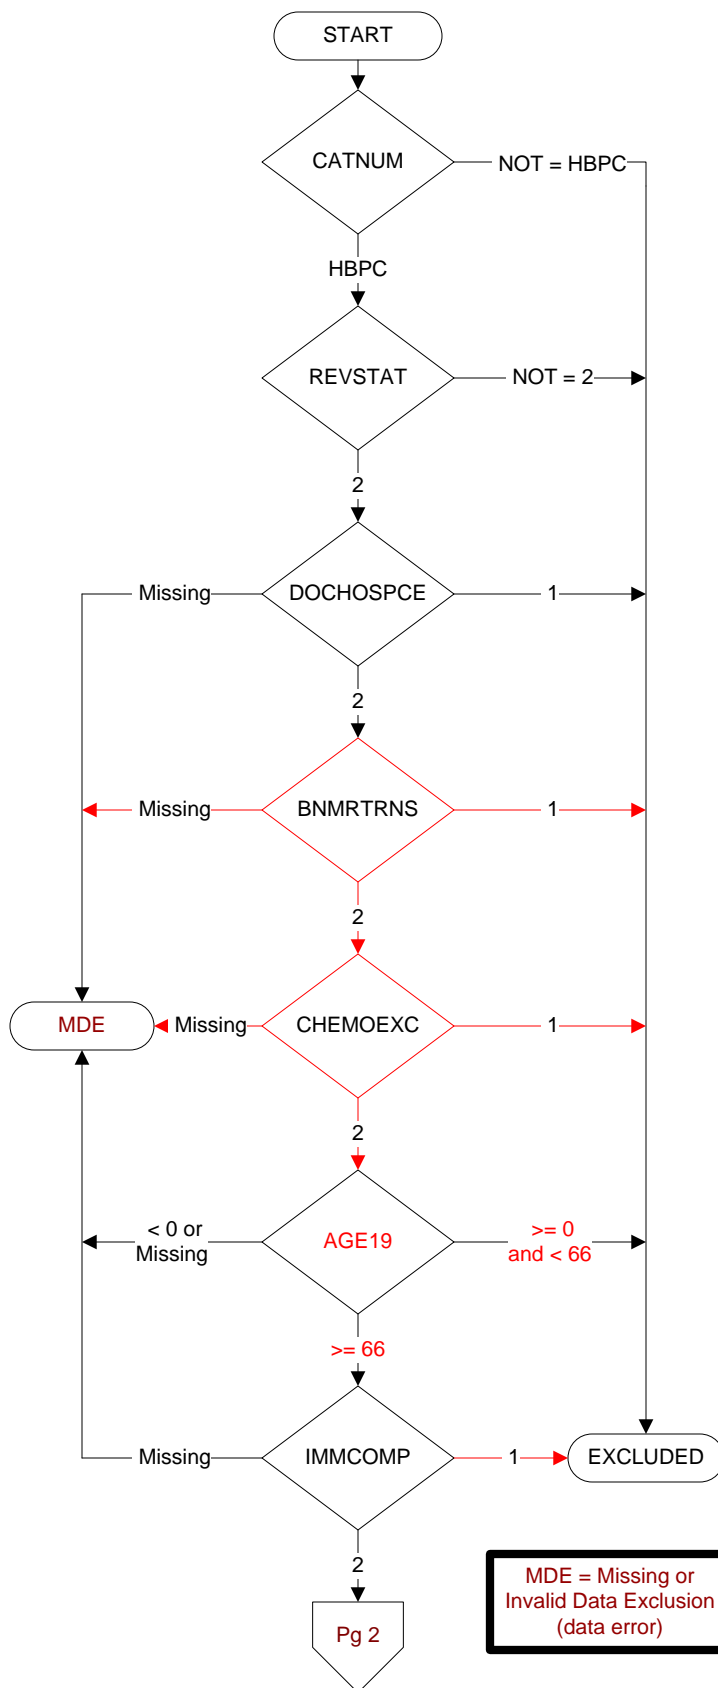 START
CATNUM
NOT = HBPC
HBPC
REVSTAT
NOT = 2
2
Missing
DOCHOSPCE
1
2
Missing
BNMRTRNS
1
2
MDE
Missing
CHEMOEXC
1
2
< 0 or
Missing
AGE19
>= 0
and < 66
>= 66
Missing
IMMCOMP
1
EXCLUDED
2
Pg 2
MDE = Missing or
Invalid Data Exclusion
(data error)